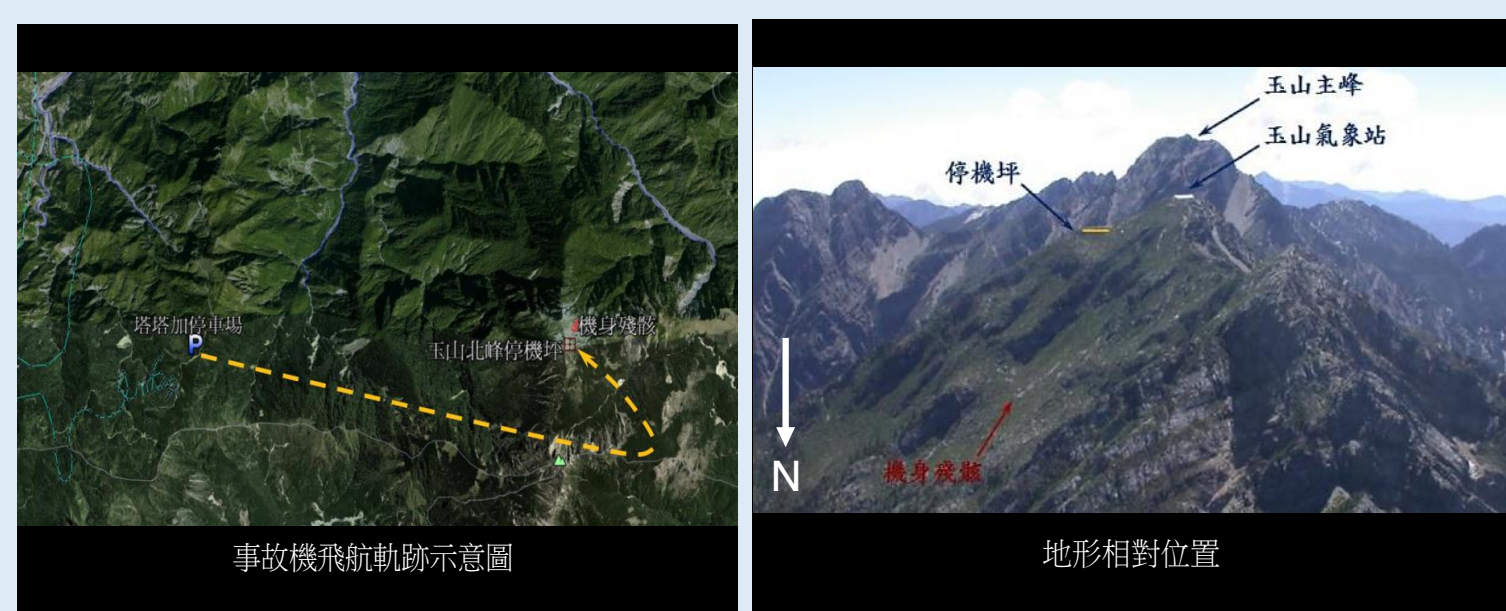 塔塔加停車場
P
機身殘骸
玉山北峰停機坪
事故機飛航軌跡示意圖
玉山主峰
玉山氣象站
停機坪
機身殘骸
N
地形相對位置